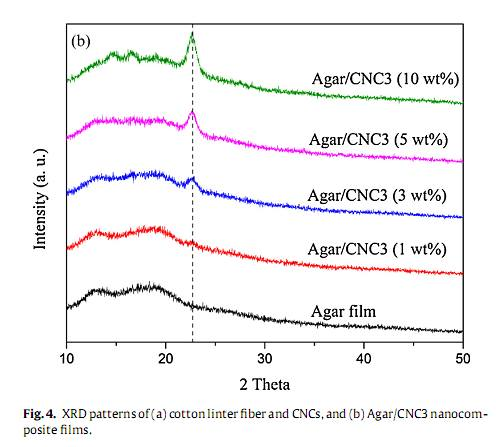 (b)
Agar/CNC3 (10 wt%)
Agar/CNC3 (5 wt%)
Agar/CNC3 (3 wt%)
Agar/CNC3 (1 wt%)
Agar film
Intensity (a. u.)
10 20 30 40 50
2 Theta
Fig. 4. XRD patterns of (a) cotton linter fiber and CNCs, and (b) Agar/CNC3 nanocom-
posite films.